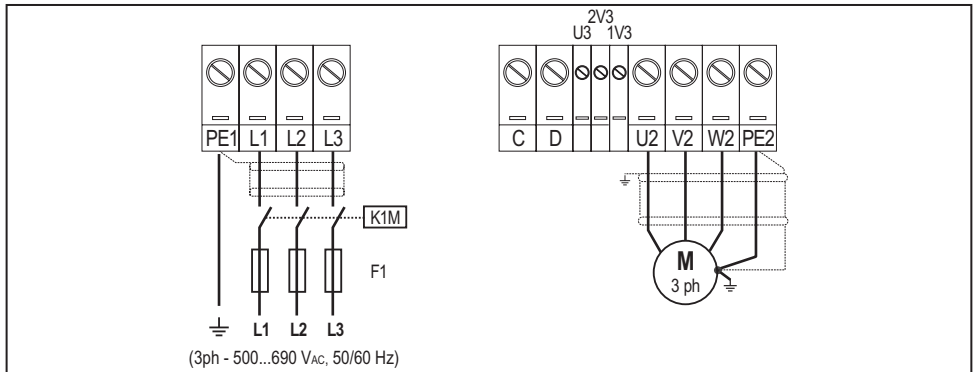 2V3
U3 1V3
PE1 L1 L2 L3
C D U2 V2 W2 PE2
K1M
F1
M
3 ph
L1 L2 L3
(3ph - 500...690 VAC, 50/60 Hz)